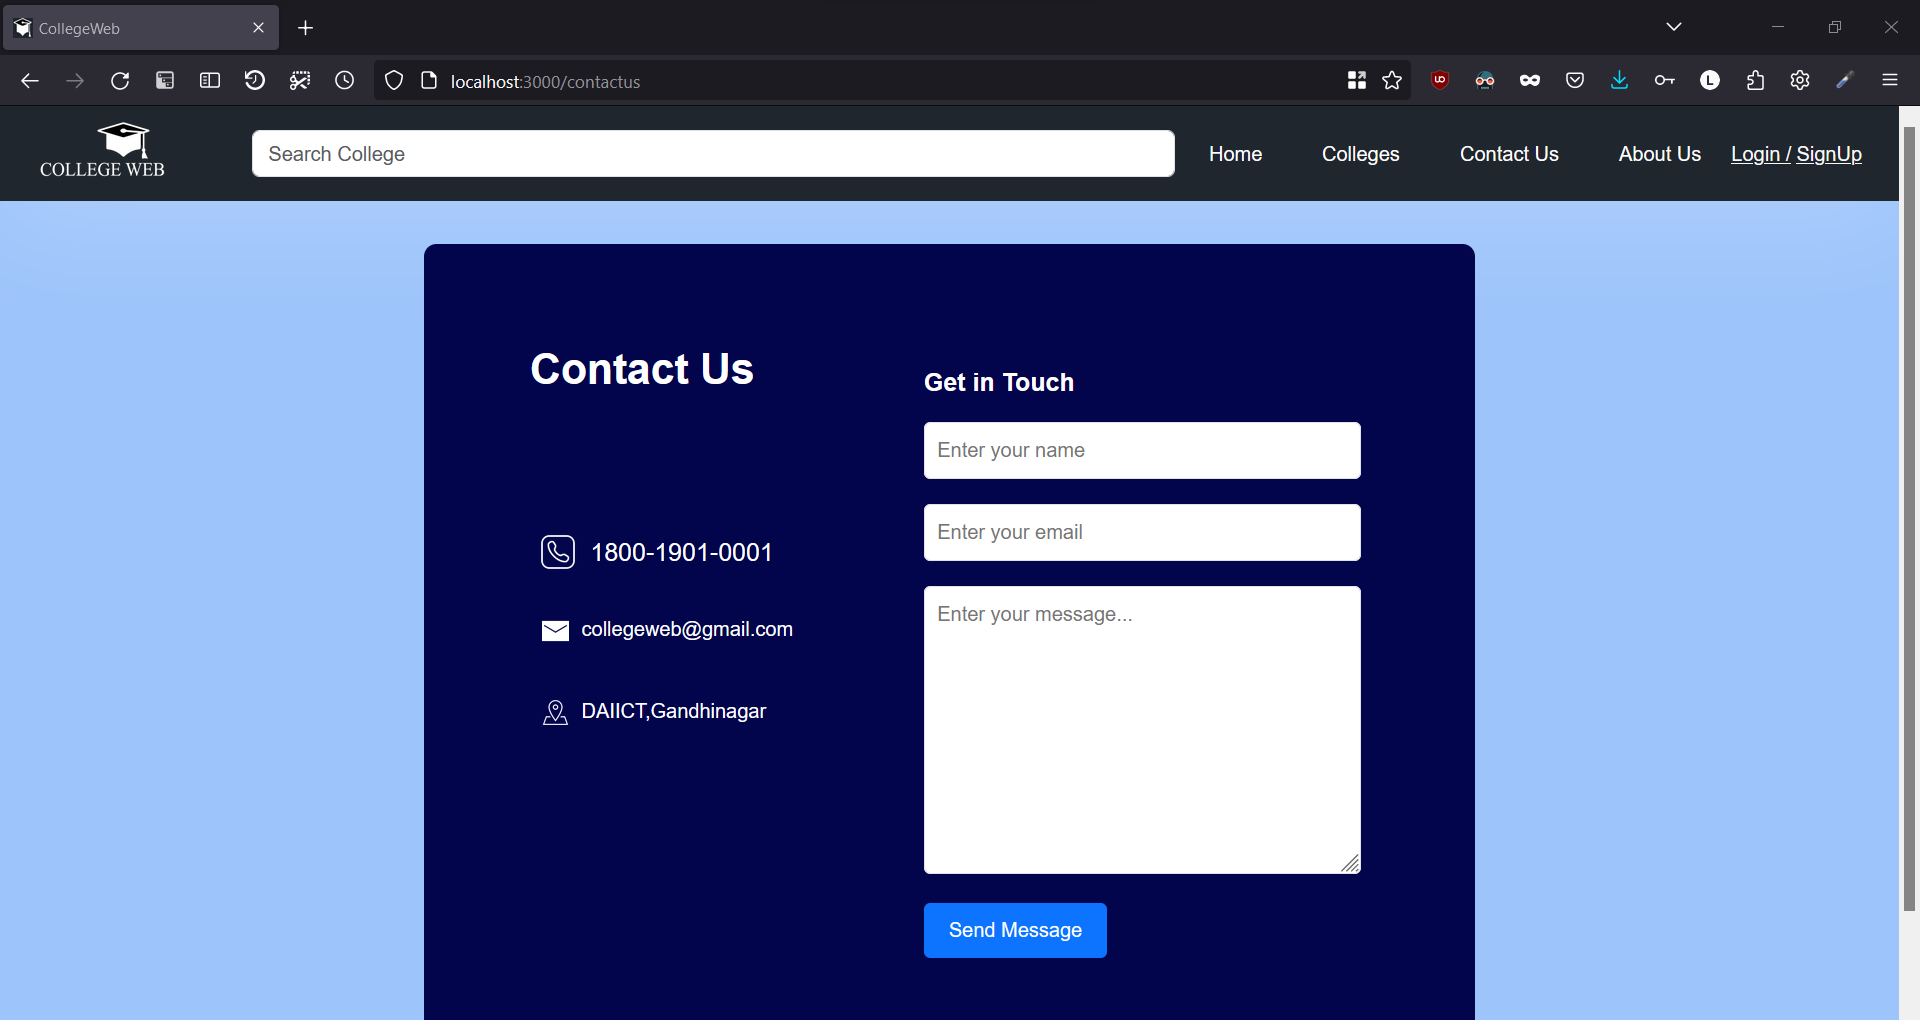 CollegeWeb
localhost:3000/contactus
COLLEGE WEB
Search College
Home
Colleges
Contact Us
About Us
Login / SignUp
Contact Us
1800-1901-0001
collegeweb@gmail.com
DAIICT,Gandhinagar
Get in Touch
Enter your name
Enter your email
Enter your message...
Send Message